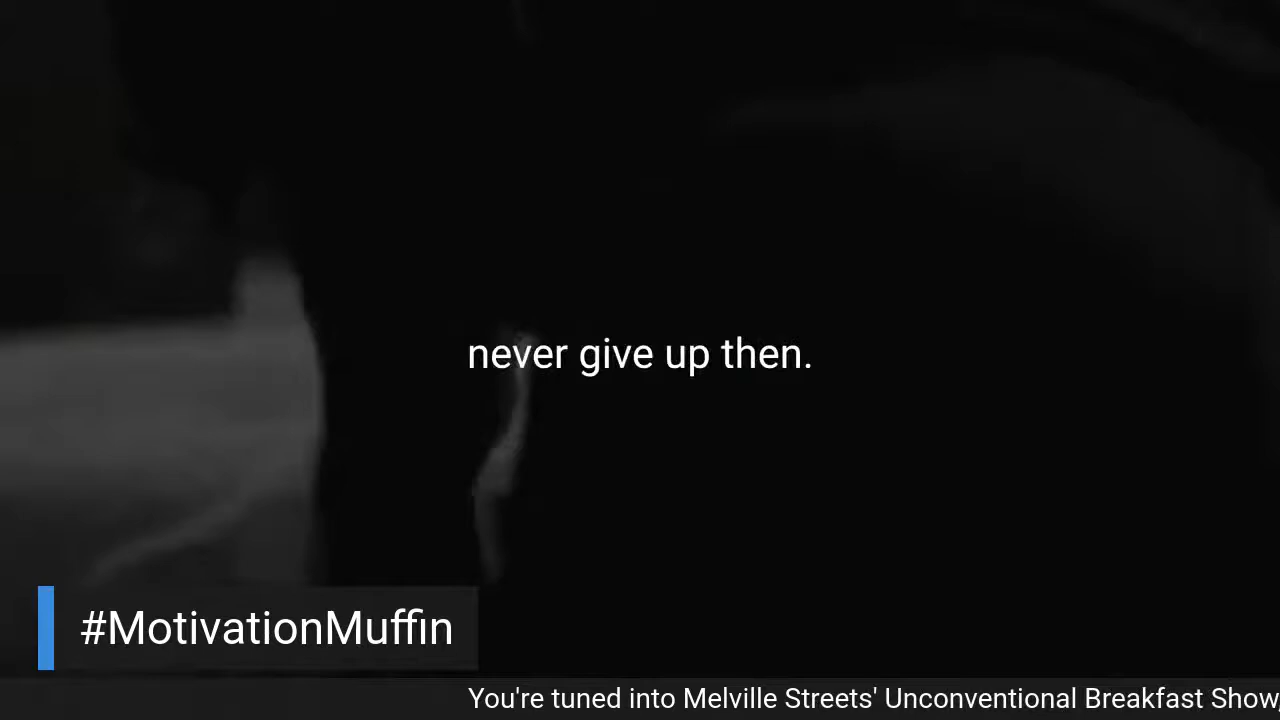 never give up then.
#MotivationMuffin
You're tuned into Melville Streets' Unconventional Breakfast Show,